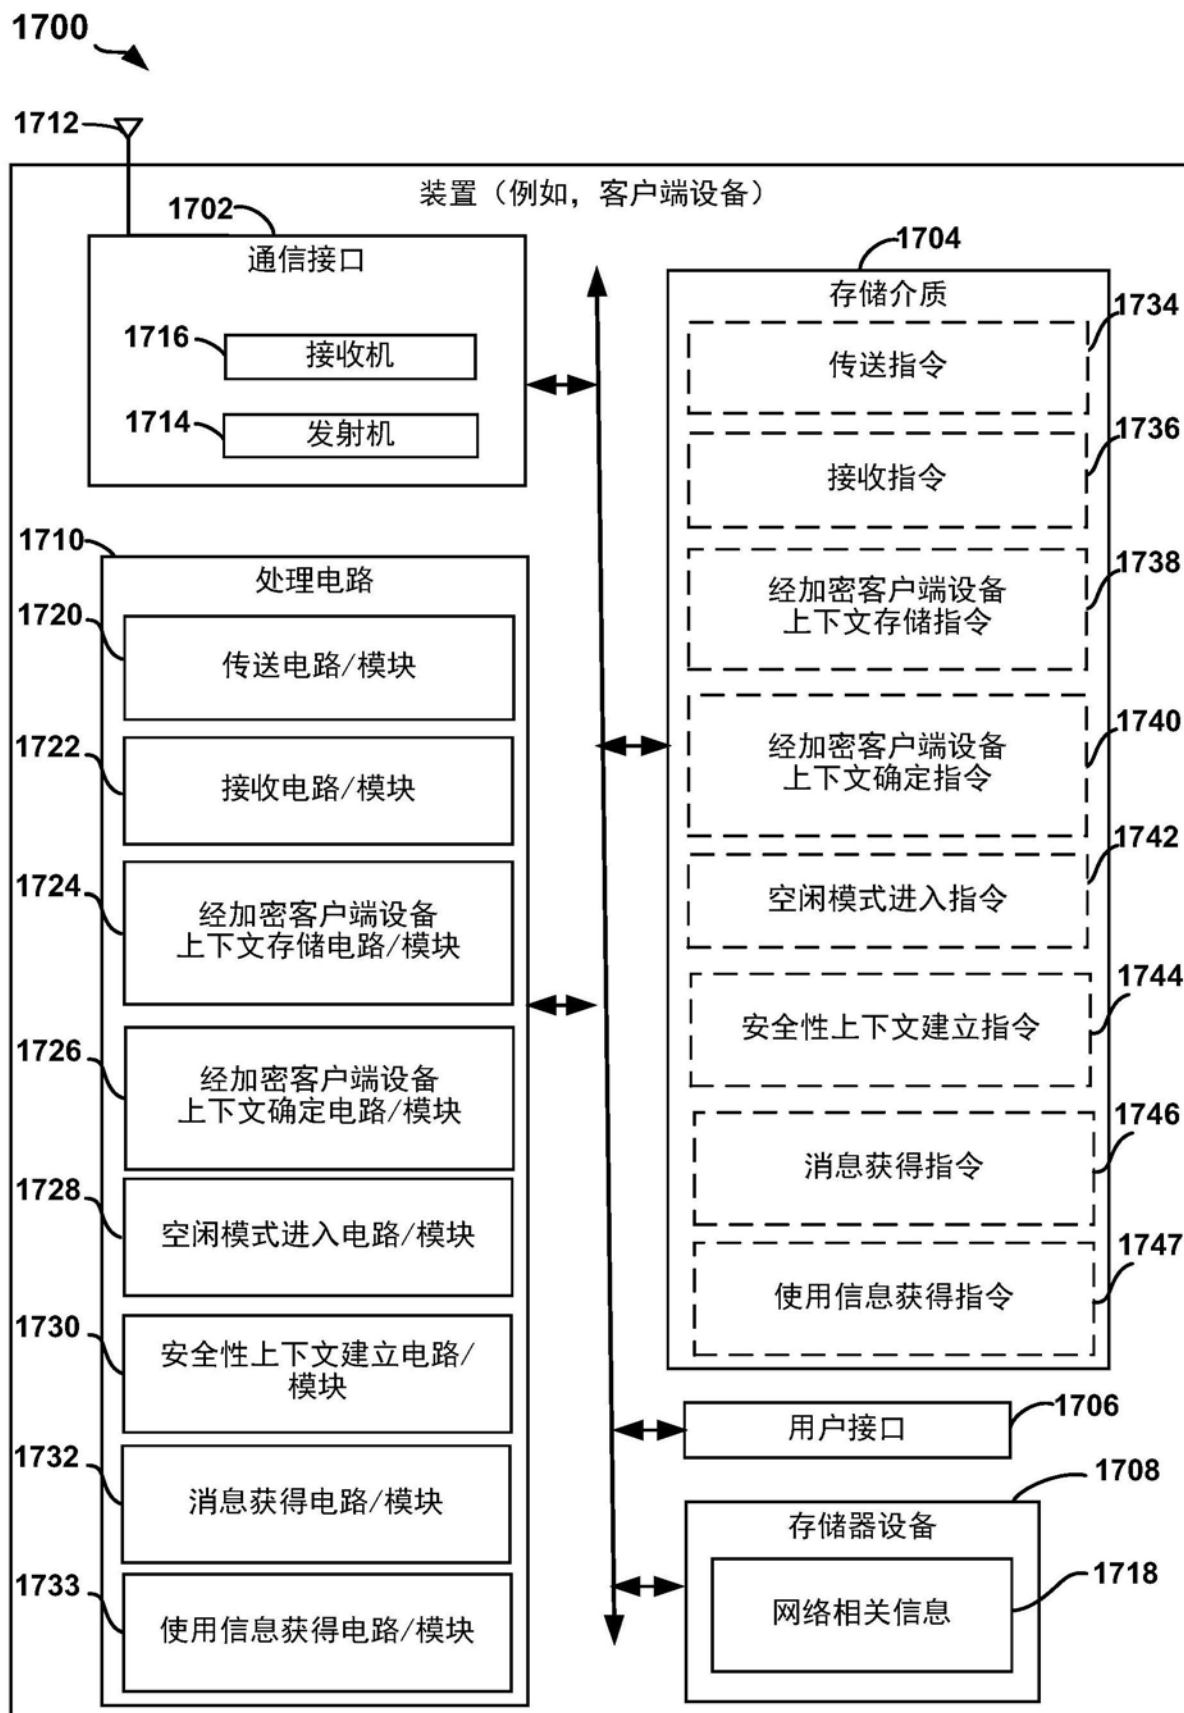 1700
1712
装置（例如，客户端设备）
1702
通信接口
1716
接收机
1714
发射机
1710
处理电路
1720
传送电路/模块
1722
接收电路/模块
1724
经加密客户端设备
上下文存储电路/模块
1726
经加密客户端设备
上下文确定电路/模块
1728
空闲模式进入电路/模块
1730
安全性上下文建立电路/
模块
1732
消息获得电路/模块
1733
使用信息获得电路/模块
1704
存储介质
1734
传送指令
1736
接收指令
1738
经加密客户端设备
上下文存储指令
1740
经加密客户端设备
上下文确定指令
1742
空闲模式进入指令
1744
安全性上下文建立指令
1746
消息获得指令
1747
使用信息获得指令
1706
用户接口
1708
存储器设备
1718
网络相关信息